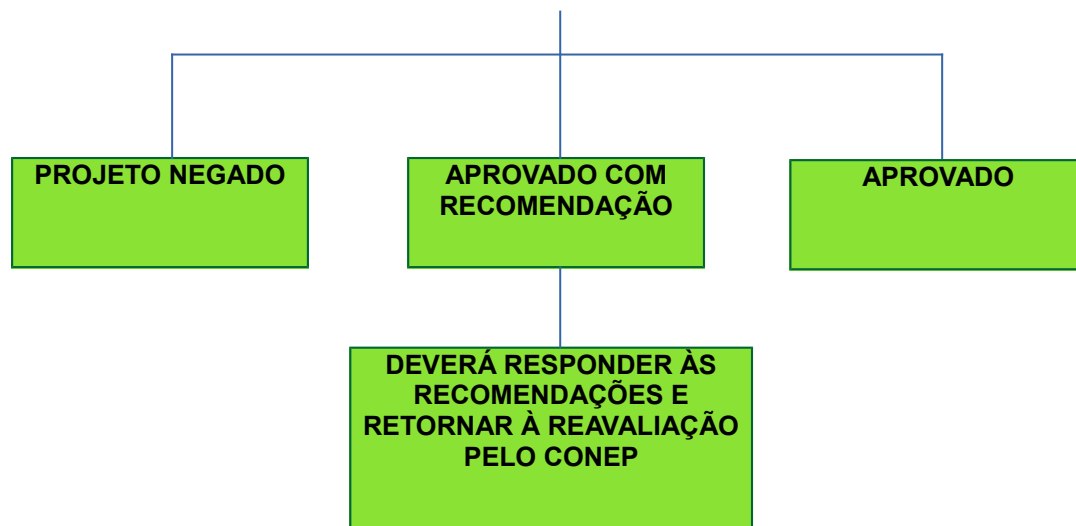 PROJETO NEGADO
APROVADO COM
RECOMENDAÇÃO
APROVADO
DEVERÁ RESPONDER ÀS
RECOMENDAÇÕES E
RETORNAR À REAVALIAÇÃO
PELO CONEP